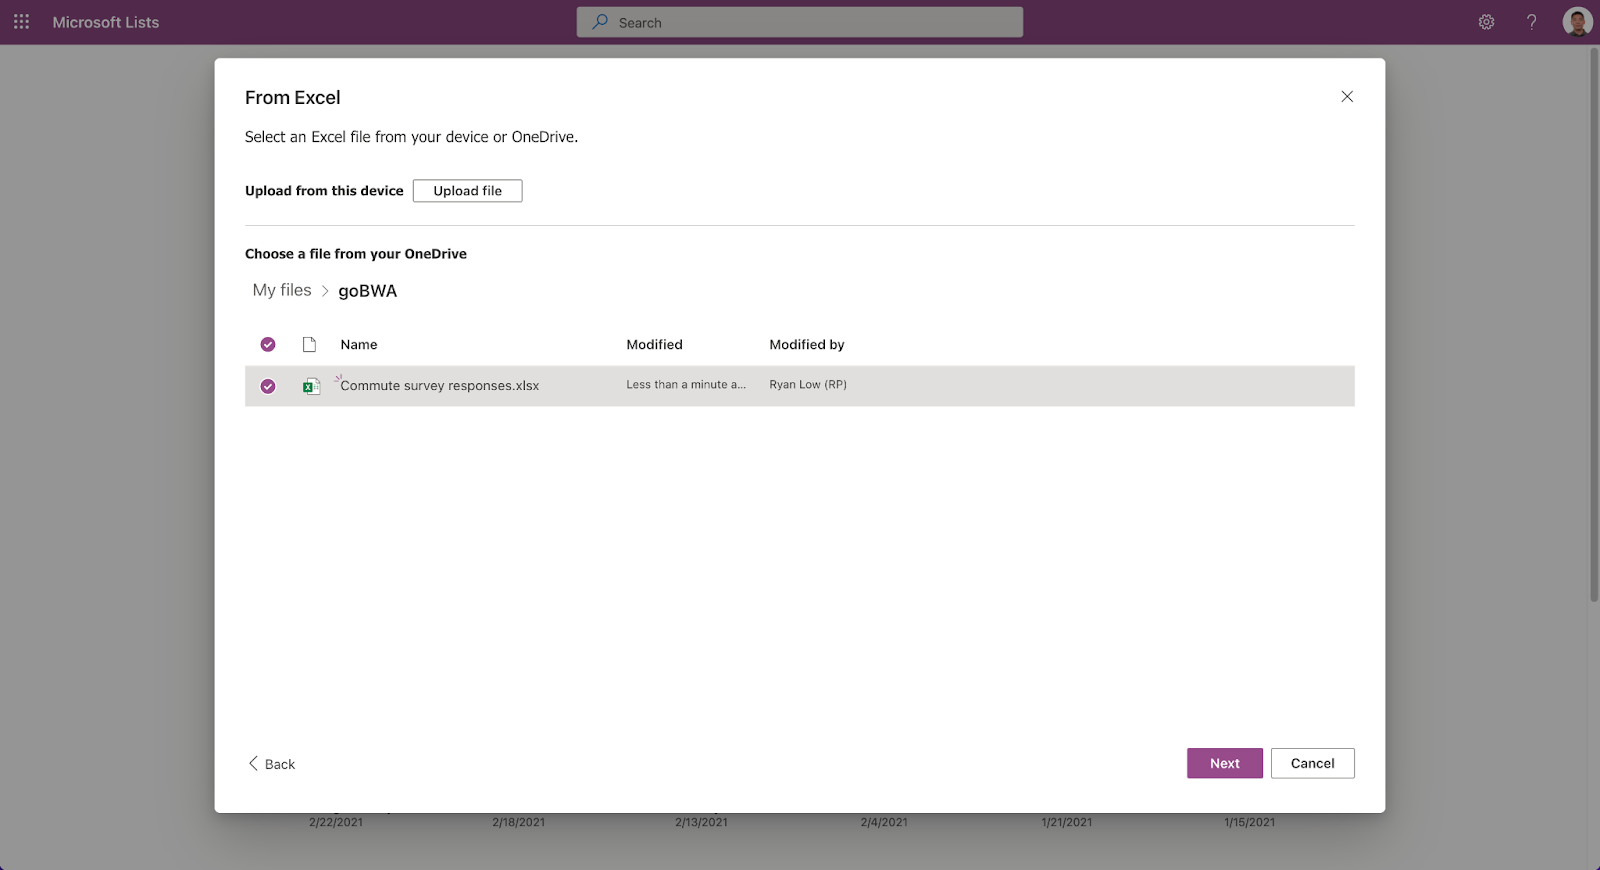 Microsoft Lists
Search
?
From Excel
Select an Excel file from your device or OneDrive.
Upload from this device Upload file
Choose a file from your OneDrive
My files > goBWA
Name Modified Modified by
Commute survey responses.xlsx Less than a minute a... Ryan Low (RP)
Back Next Cancel
2/22/2021 2/18/2021 2/13/2021 2/4/2021 1/21/2021 1/15/2021